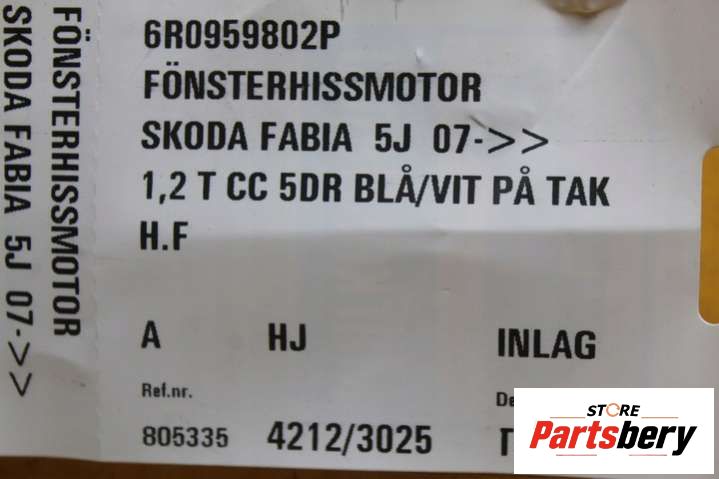 FÖNSTERHISSMOTOR
SKODA FABIA 5J 07->>
6R0959802P
FÖNSTERHISSMOTOR
SKODA FABIA 5J 07->>
1,2 T CC 5DR BLÅ/VIT PÅ TAK
H.F
A HJ INLAG
Ref.nr.
805335 4212/3025
STORE
Partsbery